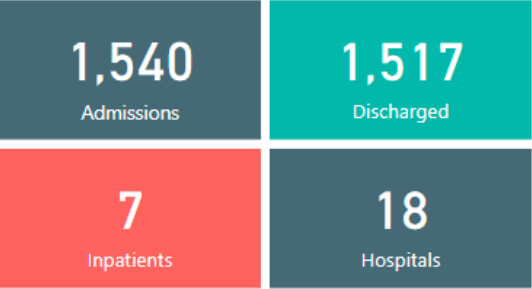 1,540
Admissions
1,517
Discharged
7
Inpatients
18
Hospitals